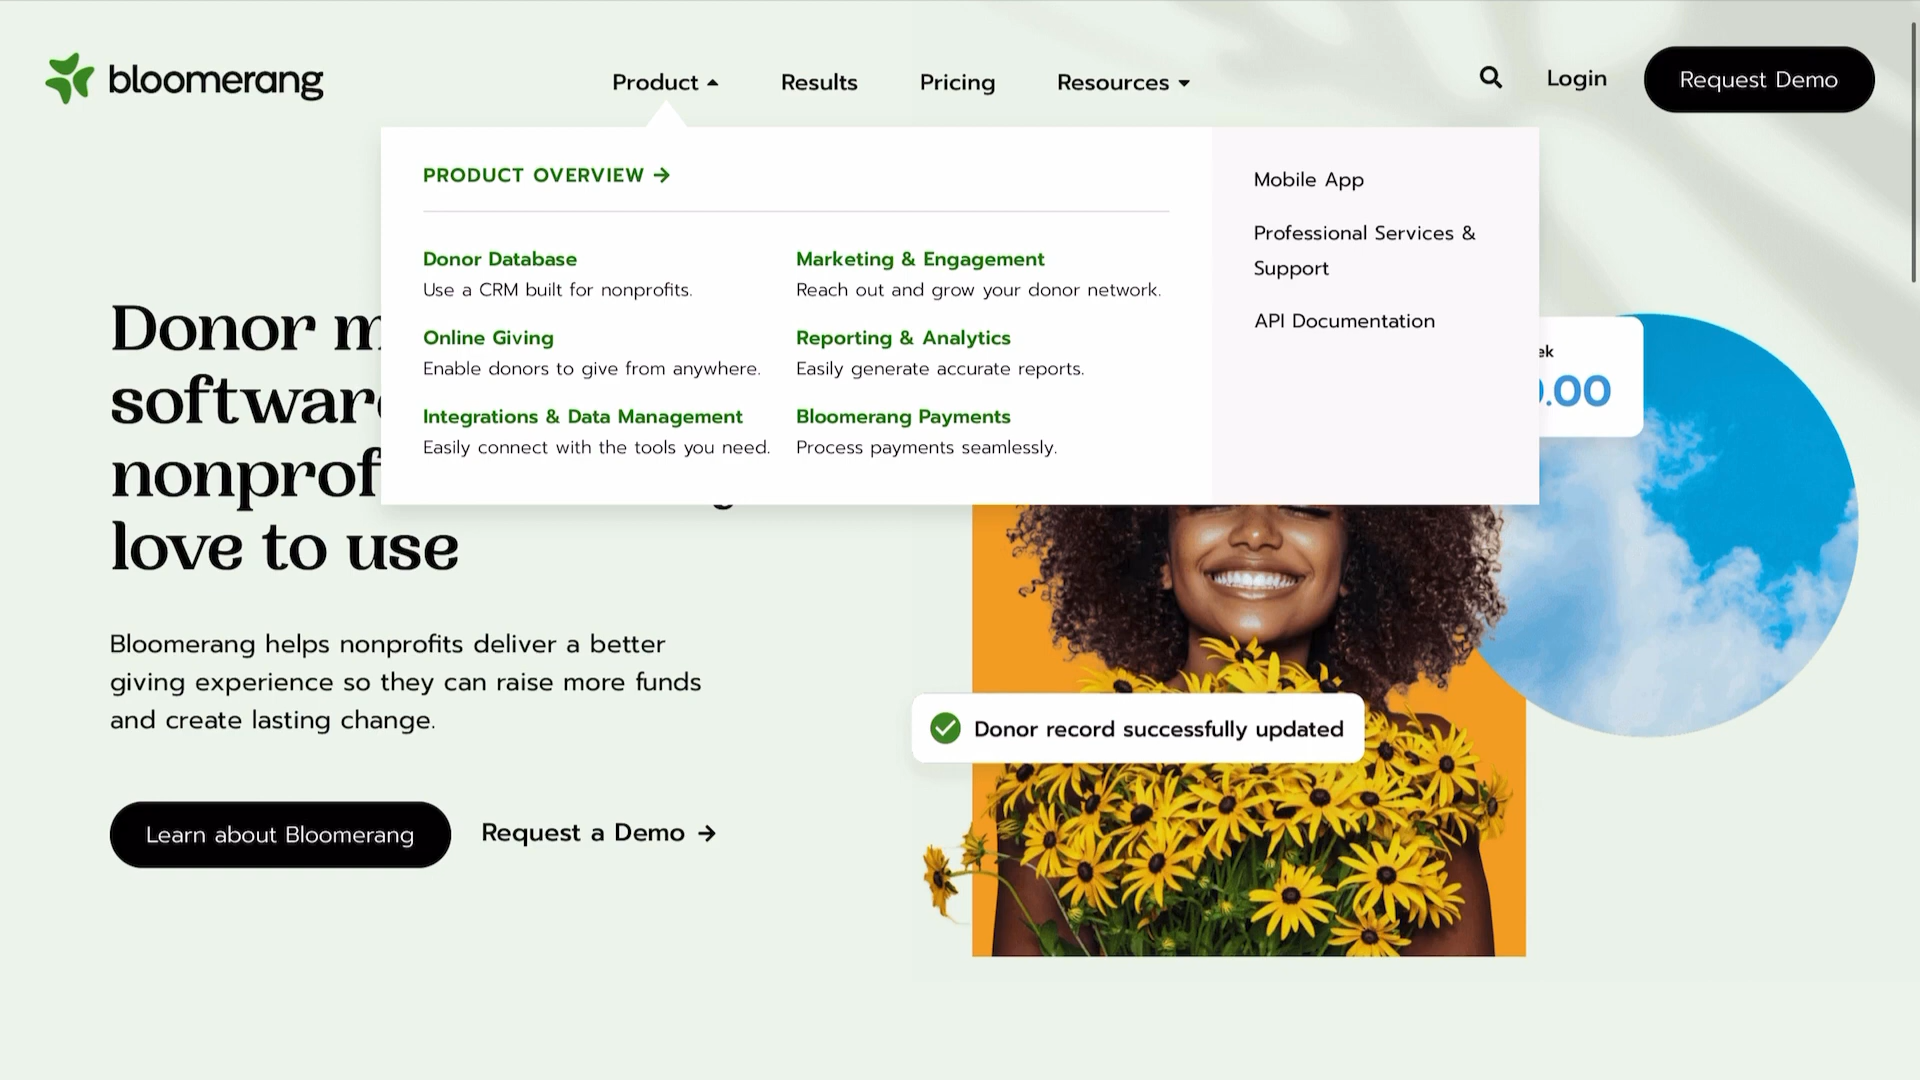 bloomerang
Product
Results
Pricing
Resources
Login
Request Demo
PRODUCT OVERVIEW →
Donor Database
Use a CRM built for nonprofits.
Online Giving
Enable donors to give from anywhere.
Integrations & Data Management
Easily connect with the tools you need.
Marketing & Engagement
Reach out and grow your donor network.
Reporting & Analytics
Easily generate accurate reports.
Bloomerang Payments
Process payments seamlessly.
Mobile App
Professional Services &
Support
API Documentation
Donor
softwar
nonprof
love to use
.00
Bloomerang helps nonprofits deliver a better
giving experience so they can raise more funds
and create lasting change.
Learn about Bloomerang
Request a Demo →
Donor record successfully updated